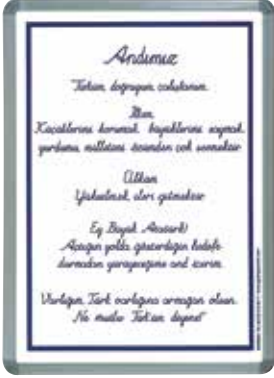 Andımız
Türküm, doğruyum, çalışkanım.
İlkem
Küçüklerimi korumak, büyüklerimi saymak,
yurdumu, milletimi özümden çok sevmektir
Ülküm
Yükselmek, ileri gitmektir
Ey Büyük Atatürk!
Açtığın yolda gösterdiğin hedefe
durmadan yürüyeceğime and içerim.
Varlığım Türk varlığına armağan olsun.
Ne mutlu Türküm diyene!